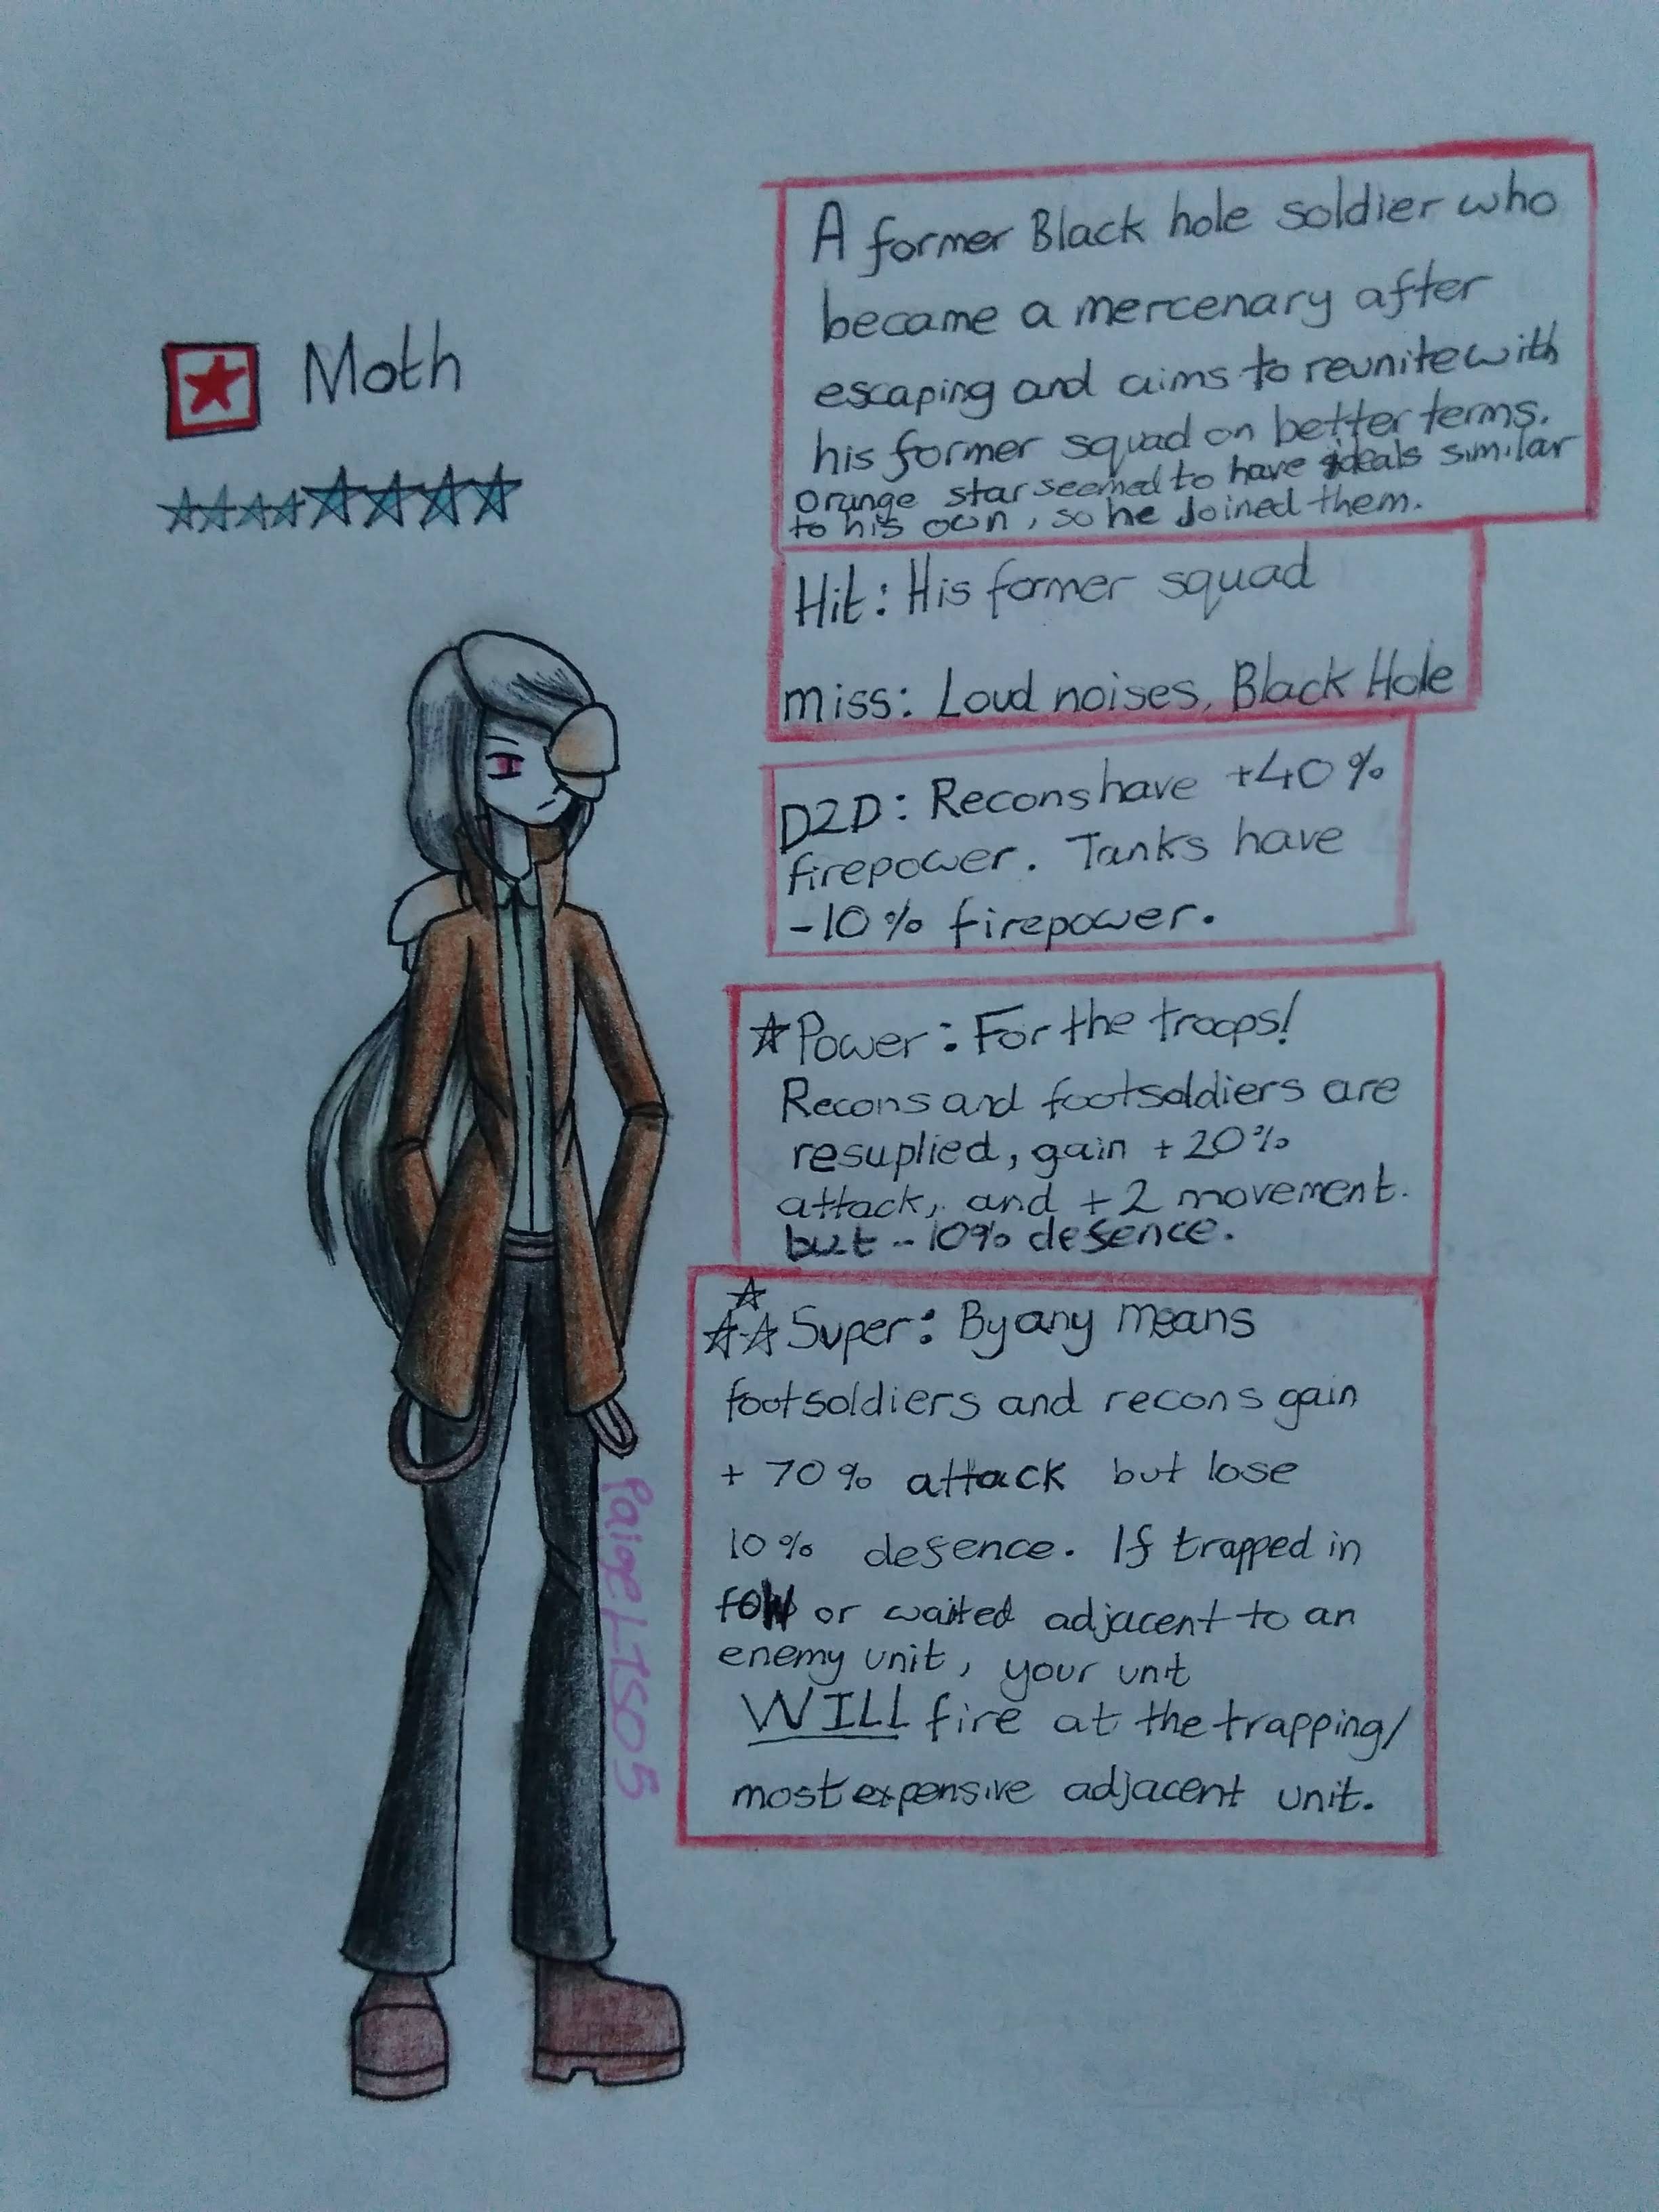 Moth
A former Black hole soldier who
became a mercenary after
escaping and aims to reunite with
his former squad on better terms.
Orange star seemed to have ideals similar
to his own, so he Joined them.
Hit: His former squad
miss: Loud noises, Black Hole
D2D: Recons have +40%
firepower. Tanks have
-10% firepower.
Power: For the troops!
Recons and footsoldiers are
resuplied, gain +20%
attack, and +2 movement.
but -10% defence.
Super: By any means
footsoldiers and recons gain
+70% attack but lose
10% defence. If trapped in
foW or waited adjacent to an
enemy unit, your unit
WILL fire at the trapping/
most expensive adjacent unit.